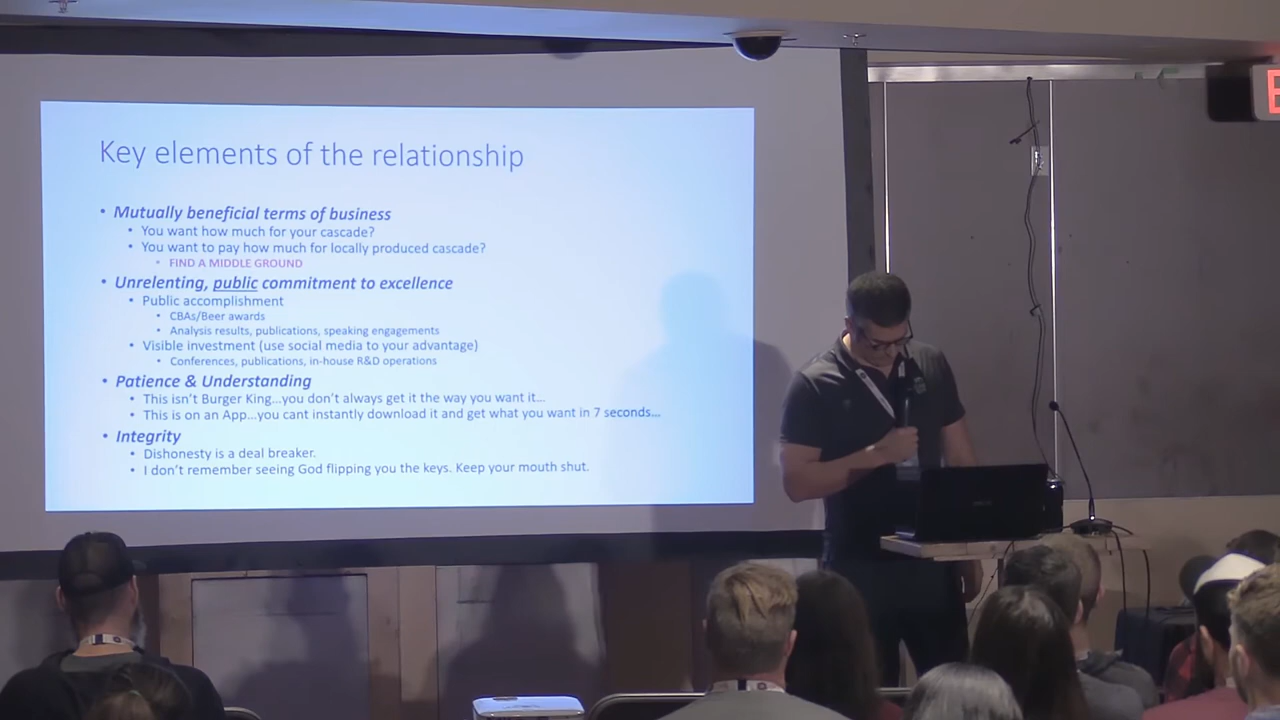 Key elements of the relationship
• Mutually beneficial terms of business
• You want how much for your cascade?
• You want to pay how much for locally produced cascade?
• FIND A MIDDLE GROUND
• Unrelenting, public commitment to excellence
• Public accomplishment
• CBAs/Beer awards
• Analysis results, publications, speaking engagements
• Visible investment (use social media to your advantage)
• Conferences, publications, in-house R&D operations
• Patience & Understanding
• This isn't Burger King…you don't always get it the way you want it…
• This is on an App…you cant instantly download it and get what you want in 7 seconds…
• Integrity
• Dishonesty is a deal breaker.
• I don't remember seeing God flipping you the keys. Keep your mouth shut.